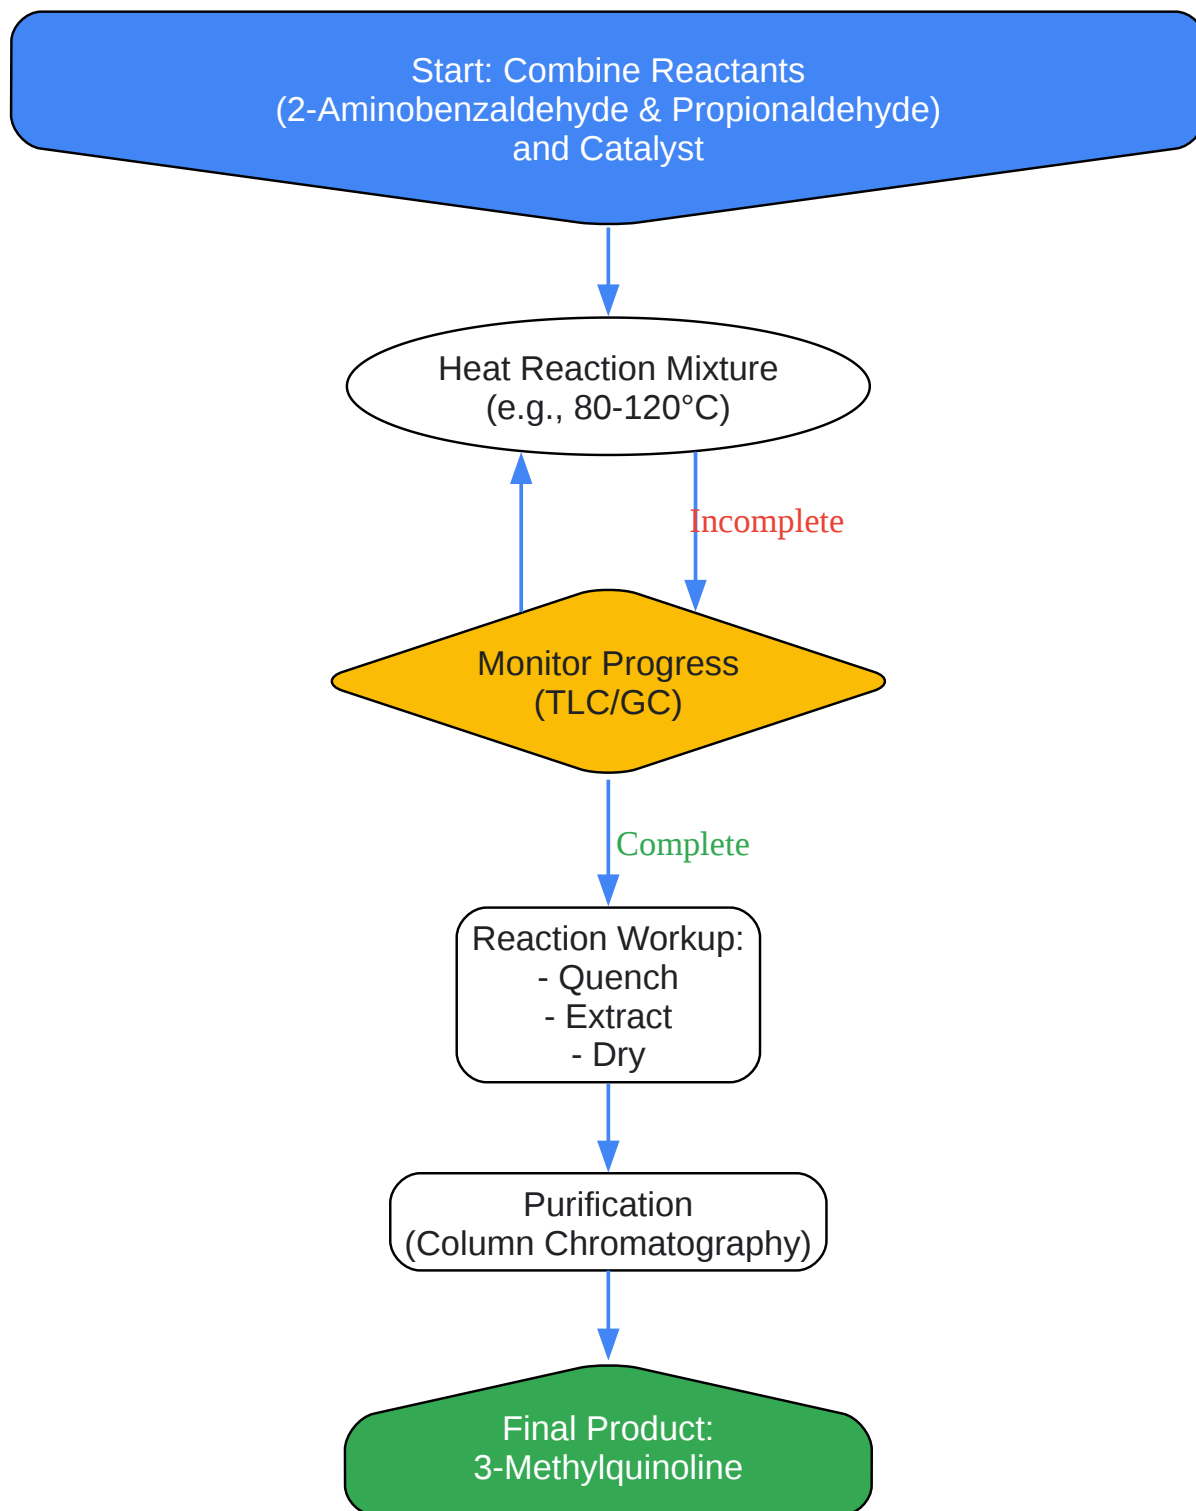 Start: Combine Reactants
(2-Aminobenzaldehyde & Propionaldehyde)
and Catalyst
Heat Reaction Mixture
(e.g., 80-120°C)
Incomplete
Monitor Progress
(TLC/GC)
Complete
Reaction Workup:
- Quench
- Extract
- Dry
Purification
(Column Chromatography)
Final Product:
3-Methylquinoline